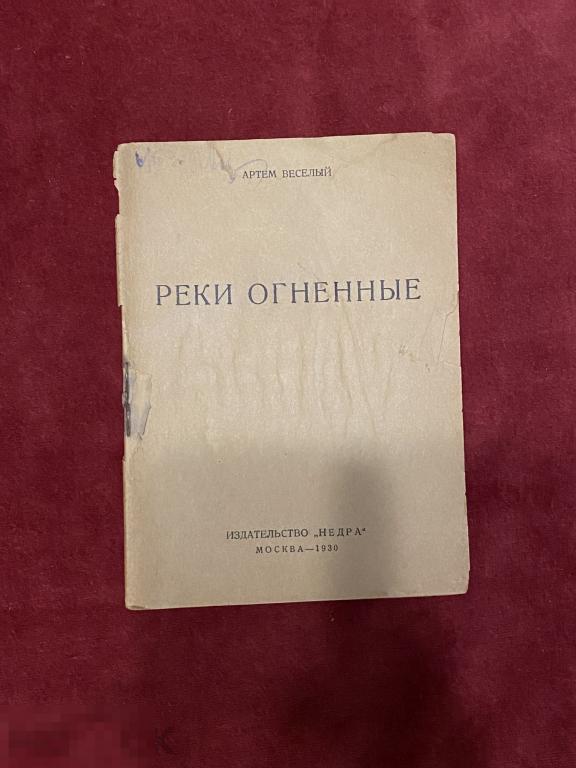 АРТЕМ ВЕСЕЛЫЙ
РЕКИ ОГНЕННЫЕ
ИЗДАТЕЛЬСТВО „НЕДРА“
МОСКВА—1930